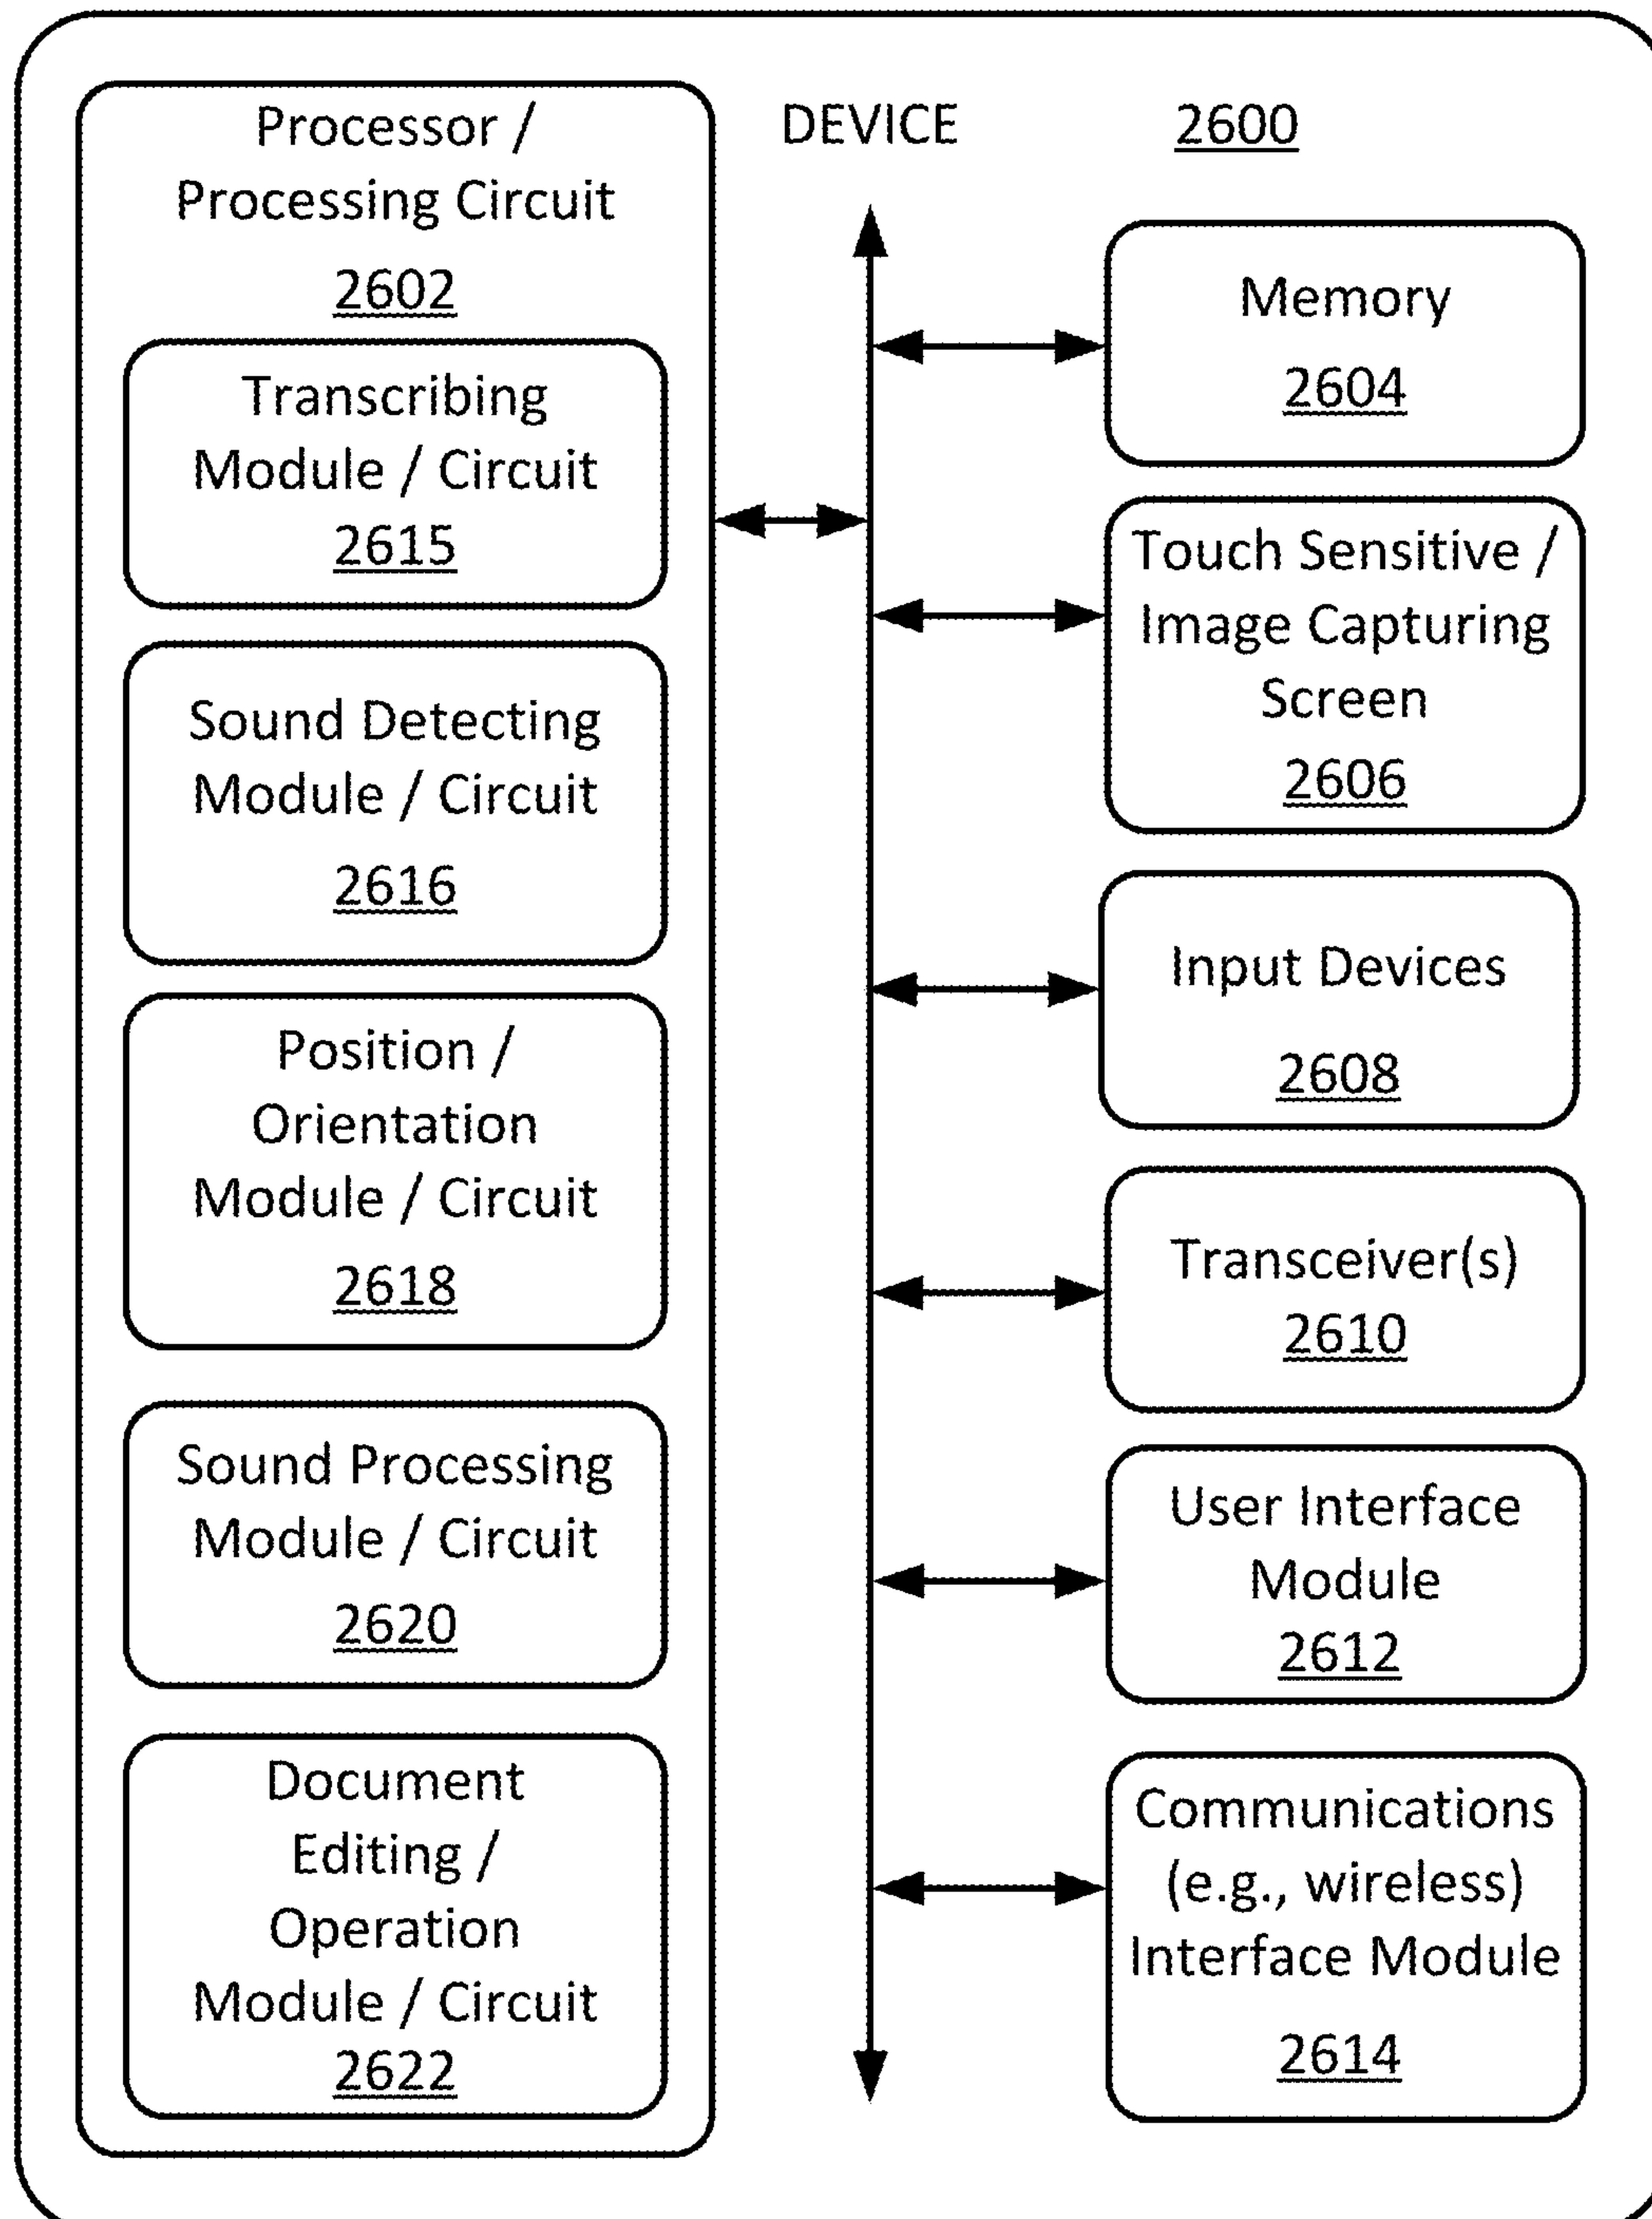 DEVICE 2600
Processor /
Processing Circuit
2602
Transcribing
Module / Circuit
2615
Sound Detecting
Module / Circuit
2616
Position /
Orientation
Module / Circuit
2618
Sound Processing
Module / Circuit
2620
Document
Editing /
Operation
Module / Circuit
2622
Memory
2604
Touch Sensitive /
Image Capturing
Screen
2606
Input Devices
2608
Transceiver(s)
2610
User Interface
Module
2612
Communications
(e.g., wireless)
Interface Module
2614